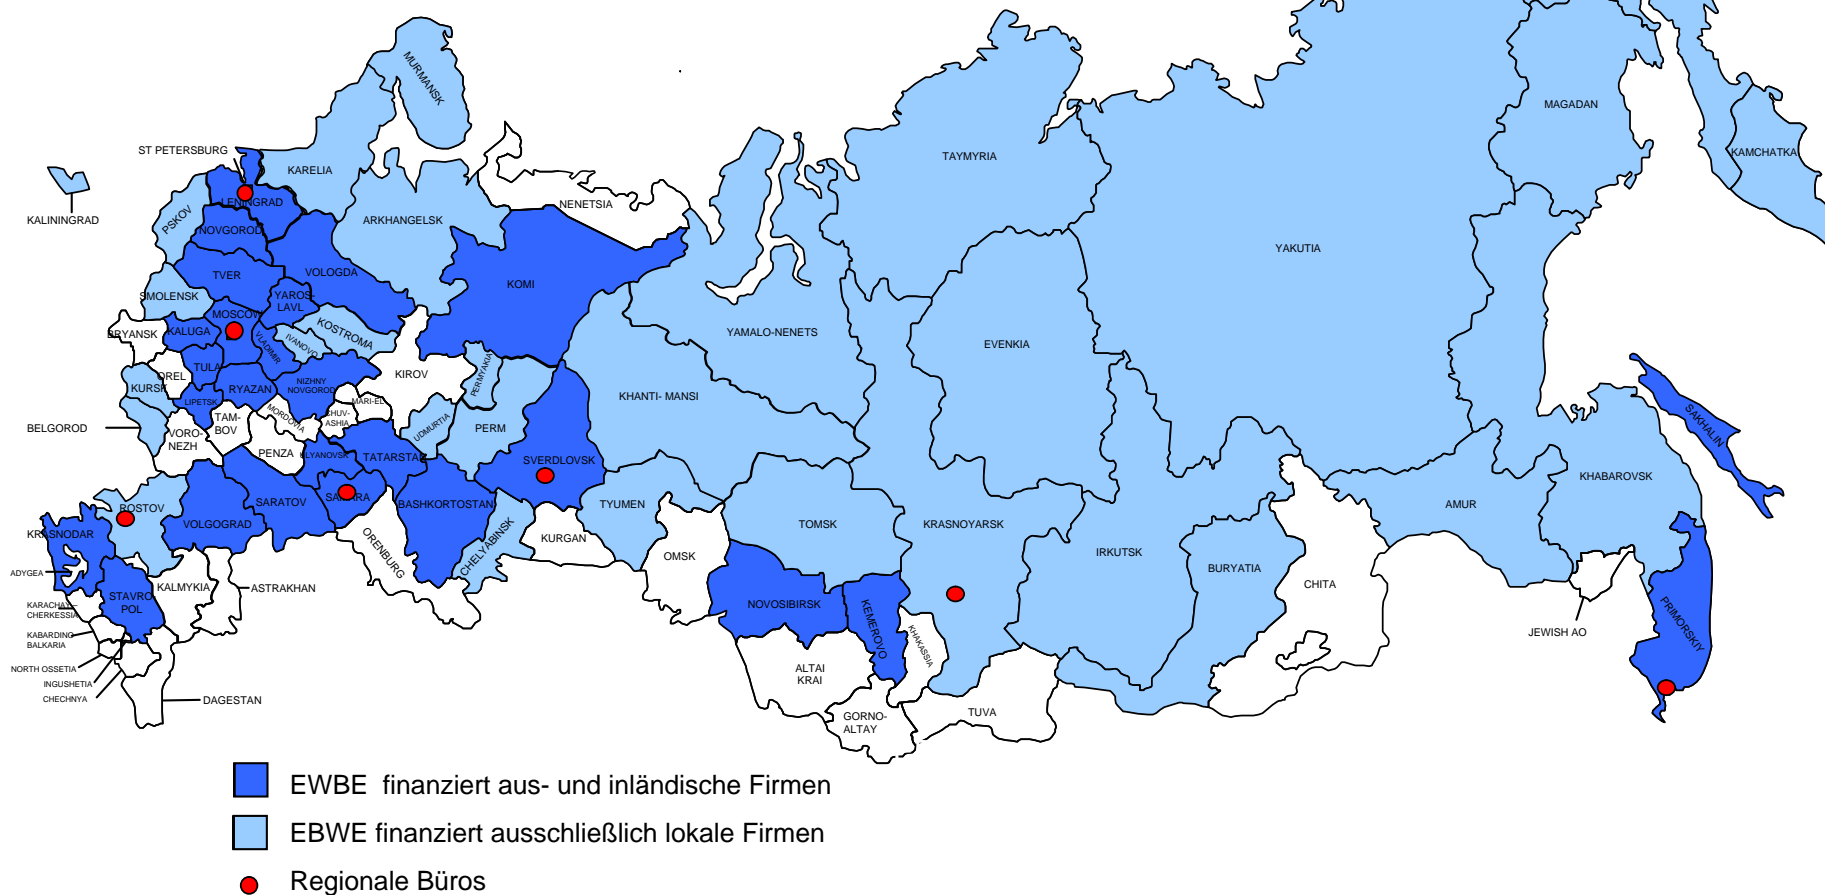 MURMANSK
MAGADAN
ST PETERSBURG
KAMCHATKA
TAYMYRIA
KARELIA
LENINGRAD
NENETSIA
KALININGRAD
PSKOV
ARKHANGELSK
NOVGOROD
YAKUTIA
TVER
VOLOGDA
KOMI
SMOLENSK
YAROS-
LAVL
MOSCOW
BRYANSK
KALUGA
VLADIMIR
IVANOVO
KOSTROMA
YAMALO-NENETS
EVENKIA
TULA
OREL
KIROV
PERMYAKIA
KURSK
RYAZAN
NIZHNY
NOVGOROD
KHANTI- MANSI
LIPETSK
MARI-EL
SAKHALIN
BELGOROD
TAM-
BOV
MORDOVIA
CHUV-
ASHIA
UDMURTIA
PERM
VORO-
NEZH
PENZA
ULYANOVSK
TATARSTAN
SVERDLOVSK
KHABAROVSK
ROSTOV
SARATOV
SAMARA
BASHKORTOSTAN
TYUMEN
AMUR
VOLGOGRAD
TOMSK
KRASNOYARSK
KRASNODAR
ORENBURG
CHELYABINSK
KURGAN
OMSK
IRKUTSK
BURYATIA
CHITA
ADYGEA
KALMYKIA
ASTRAKHAN
STAVRO
POL
KARACHAY-
CHERKESSIA
NOVOSIBIRSK
KEMEROVO
KHAKASSIA
PRIMORSKIY
JEWISH AO
KABARDINO
BALKARIA
NORTH OSSETIA
INGUSHETIA
CHECHNYA
DAGESTAN
ALTAI
KRAI
GORNO-
ALTAY
TUVA
EWBE finanziert aus- und inländische Firmen
EBWE finanziert ausschließlich lokale Firmen
Regionale Büros